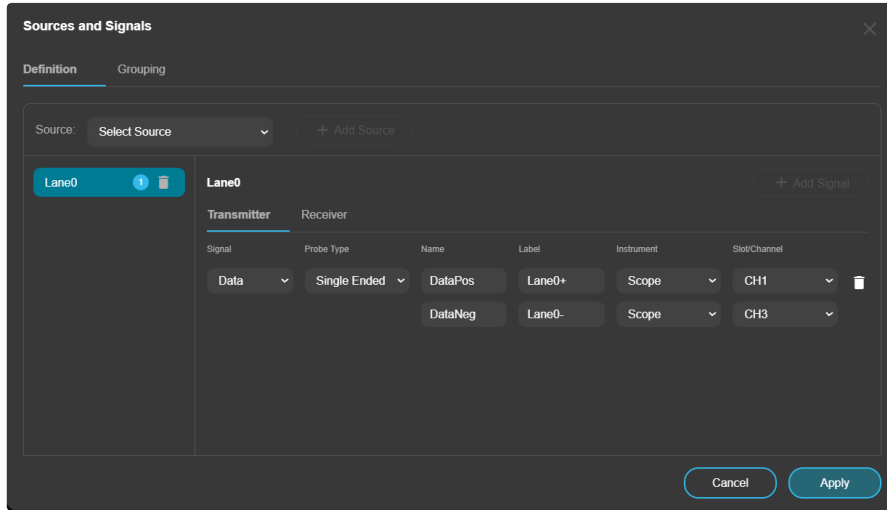 Sources and Signals
Definition Grouping
Source: Select Source + Add Source
Lane0 1
Lane0 + Add Signal
Transmitter Receiver
Signal Probe Type Name Label Instrument Slot/Channel
Data Single Ended DataPos Lane0+ Scope CH1
DataNeg Lane0- Scope CH3
Cancel Apply